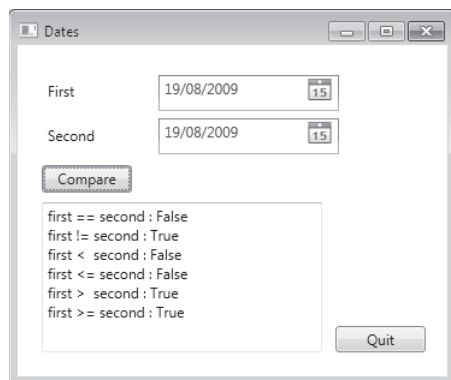 Dates
First 19/08/2009 15
Second 19/08/2009 15
Compare
first == second : False
first != second : True
first <  second : False
first <= second : False
first >  second : True
first >= second : True
Quit